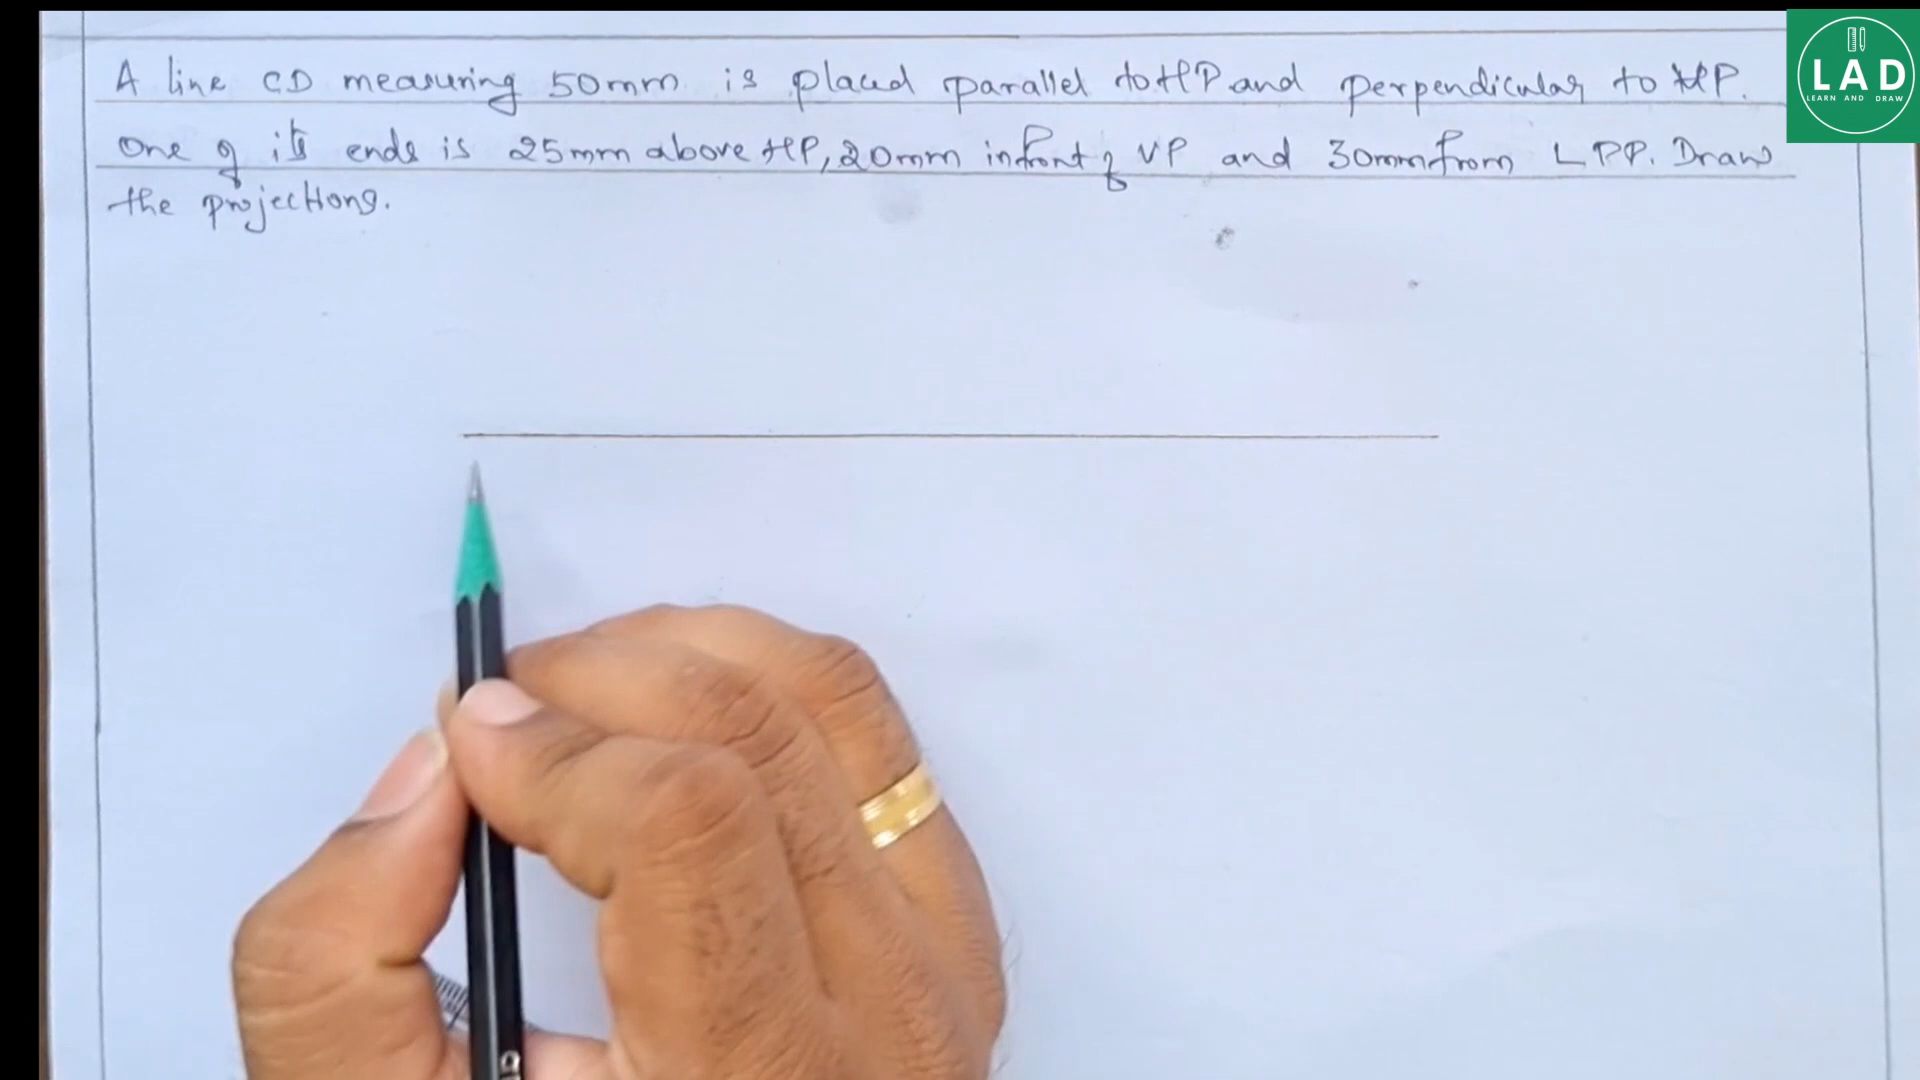 A line CD measuring 50mm is placed parallel to HP and perpendicular to HP.
One of its ends is 25mm above HP, 20mm infront of VP and 30mm from LPP. Draw
the projections.
LAD
LEARN AND DRAW